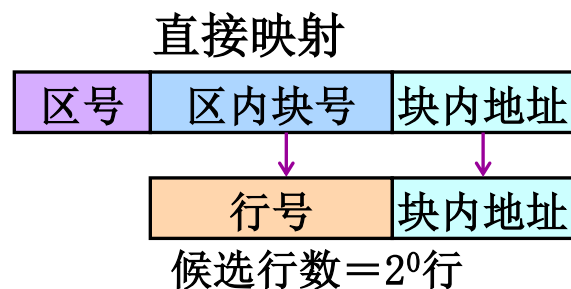 直接映射
区号 区内块号 块内地址
行号 块内地址
候选行数＝2⁰行